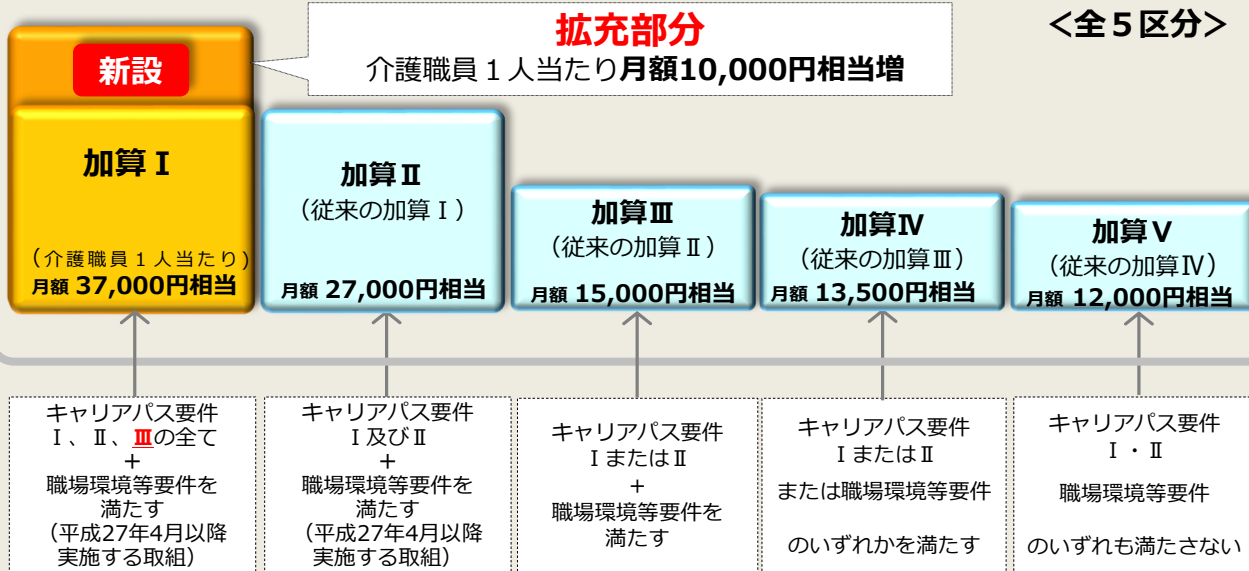 <全5区分>
拡充部分
介護職員1人当たり月額10,000円相当増
新設
加算Ⅰ
(介護職員1人当たり)
月額 37,000円相当
加算Ⅱ
(従来の加算Ⅰ)
月額 27,000円相当
加算Ⅲ
(従来の加算Ⅱ)
月額 15,000円相当
加算Ⅳ
(従来の加算Ⅲ)
月額 13,500円相当
加算Ⅴ
(従来の加算Ⅳ)
月額 12,000円相当
キャリアパス要件
Ⅰ、Ⅱ、Ⅲの全て
+
職場環境等要件を
満たす
(平成27年4月以降
実施する取組)
キャリアパス要件
Ⅰ及びⅡ
+
職場環境等要件を
満たす
(平成27年4月以降
実施する取組)
キャリアパス要件
ⅠまたはⅡ
+
職場環境等要件を
満たす
キャリアパス要件
ⅠまたはⅡ
または職場環境等要件
のいずれかを満たす
キャリアパス要件
Ⅰ・Ⅱ
職場環境等要件
のいずれも満たさない